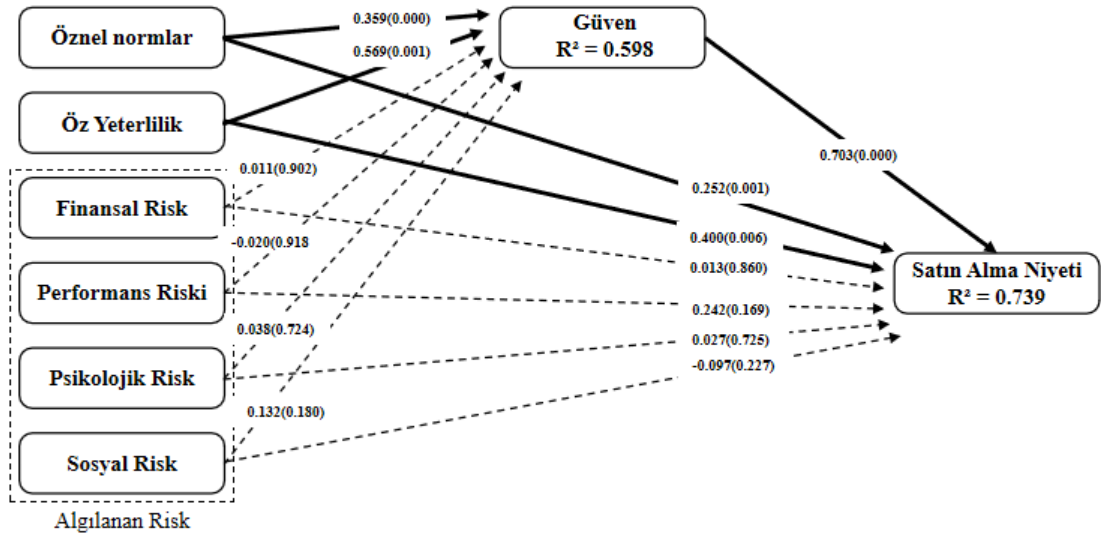 Öznel normlar
0.359(0.000)
Güven
R² = 0.598
0.569(0.001)
Öz Yeterlilik
0.703(0.000)
0.011(0.902)
0.252(0.001)
Finansal Risk
-0.020(0.918
0.400(0.006)
0.013(0.860)
Satın Alma Niyeti
R² = 0.739
Performans Riski
0.242(0.169)
0.038(0.724)
0.027(0.725)
-0.097(0.227)
Psikolojik Risk
0.132(0.180)
Sosyal Risk
Algılanan Risk